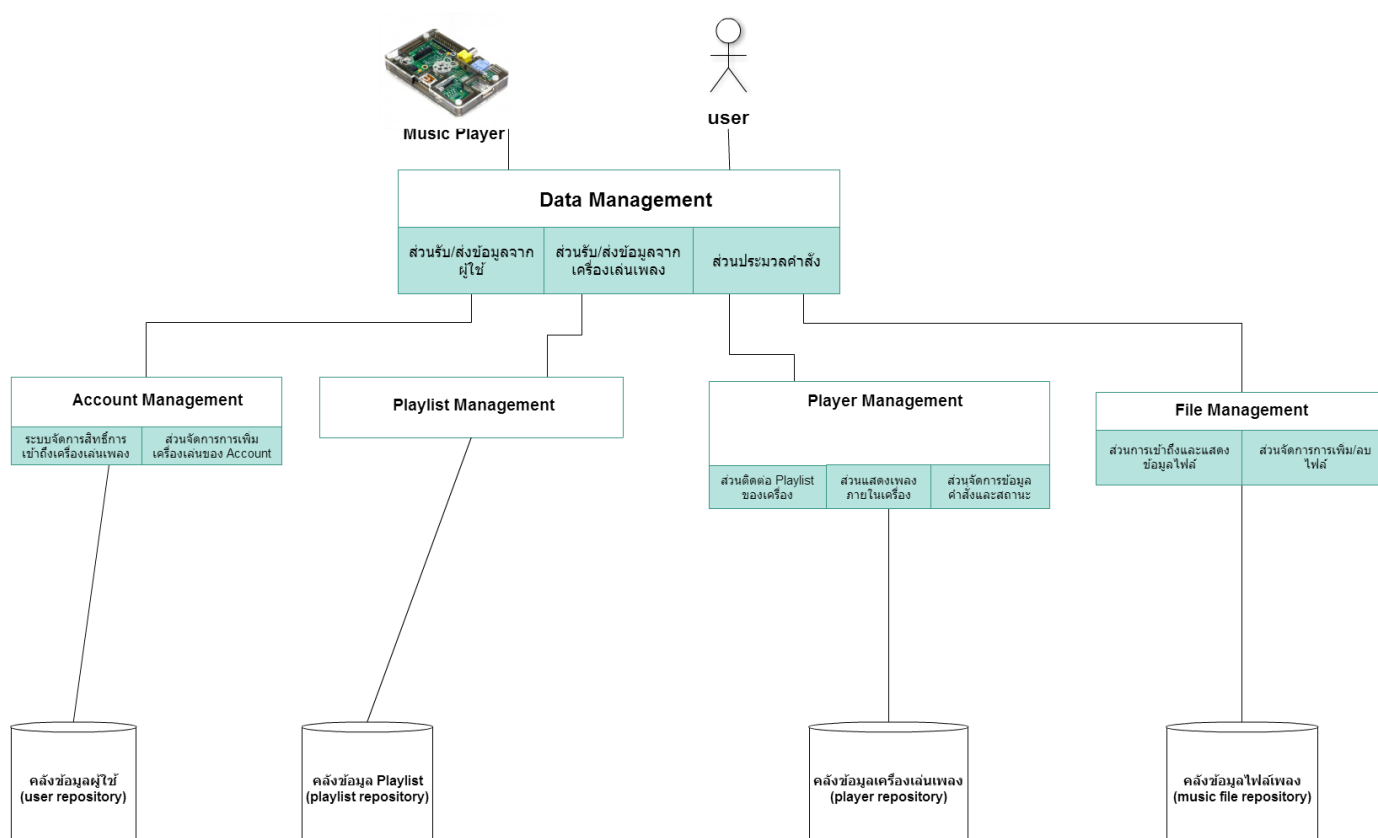 Music Player
user
Data Management
ส่วนรับ/ส่งข้อมูลจาก
ผู้ใช้
ส่วนรับ/ส่งข้อมูลจาก
เครื่องเล่นเพลง
ส่วนประมวลคำสั่ง
Account Management
ระบบจัดการสิทธิ์การ
เข้าถึงเครื่องเล่นเพลง
ส่วนจัดการการเพิ่ม
เครื่องเล่นของ Account
Playlist Management
Player Management
ส่วนติดต่อ Playlist
ของเครื่อง
ส่วนแสดงเพลง
ภายในเครื่อง
ส่วนจัดการข้อมูล
คำสั่งและสถานะ
File Management
ส่วนการเข้าถึงและแสดง
ข้อมูลไฟล์
ส่วนจัดการการเพิ่ม/ลบ
ไฟล์
คลังข้อมูลผู้ใช้
(user repository)
คลังข้อมูล Playlist
(playlist repository)
คลังข้อมูลเครื่องเล่นเพลง
(player repository)
คลังข้อมูลไฟล์เพลง
(music file repository)